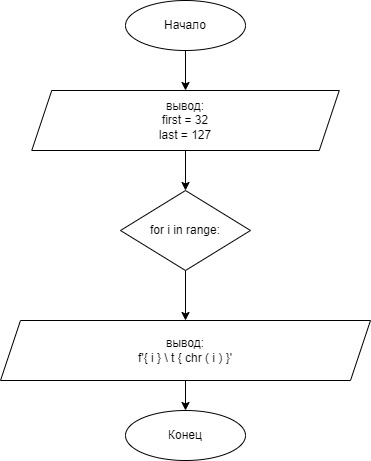 Начало
вывод:
first = 32
last = 127
for i in range:
вывод:
f'{ i } \ t { chr ( i ) }'
Конец